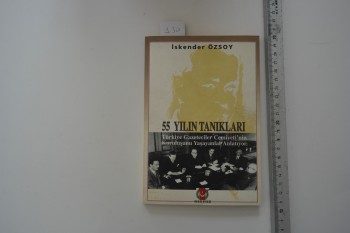 İskender ÖZSOY
55 YILIN TANIKLARI
Türkiye Gazeteciler Cemiyeti'nin
Kuruluşunu Yaşayanlar Anlatıyor